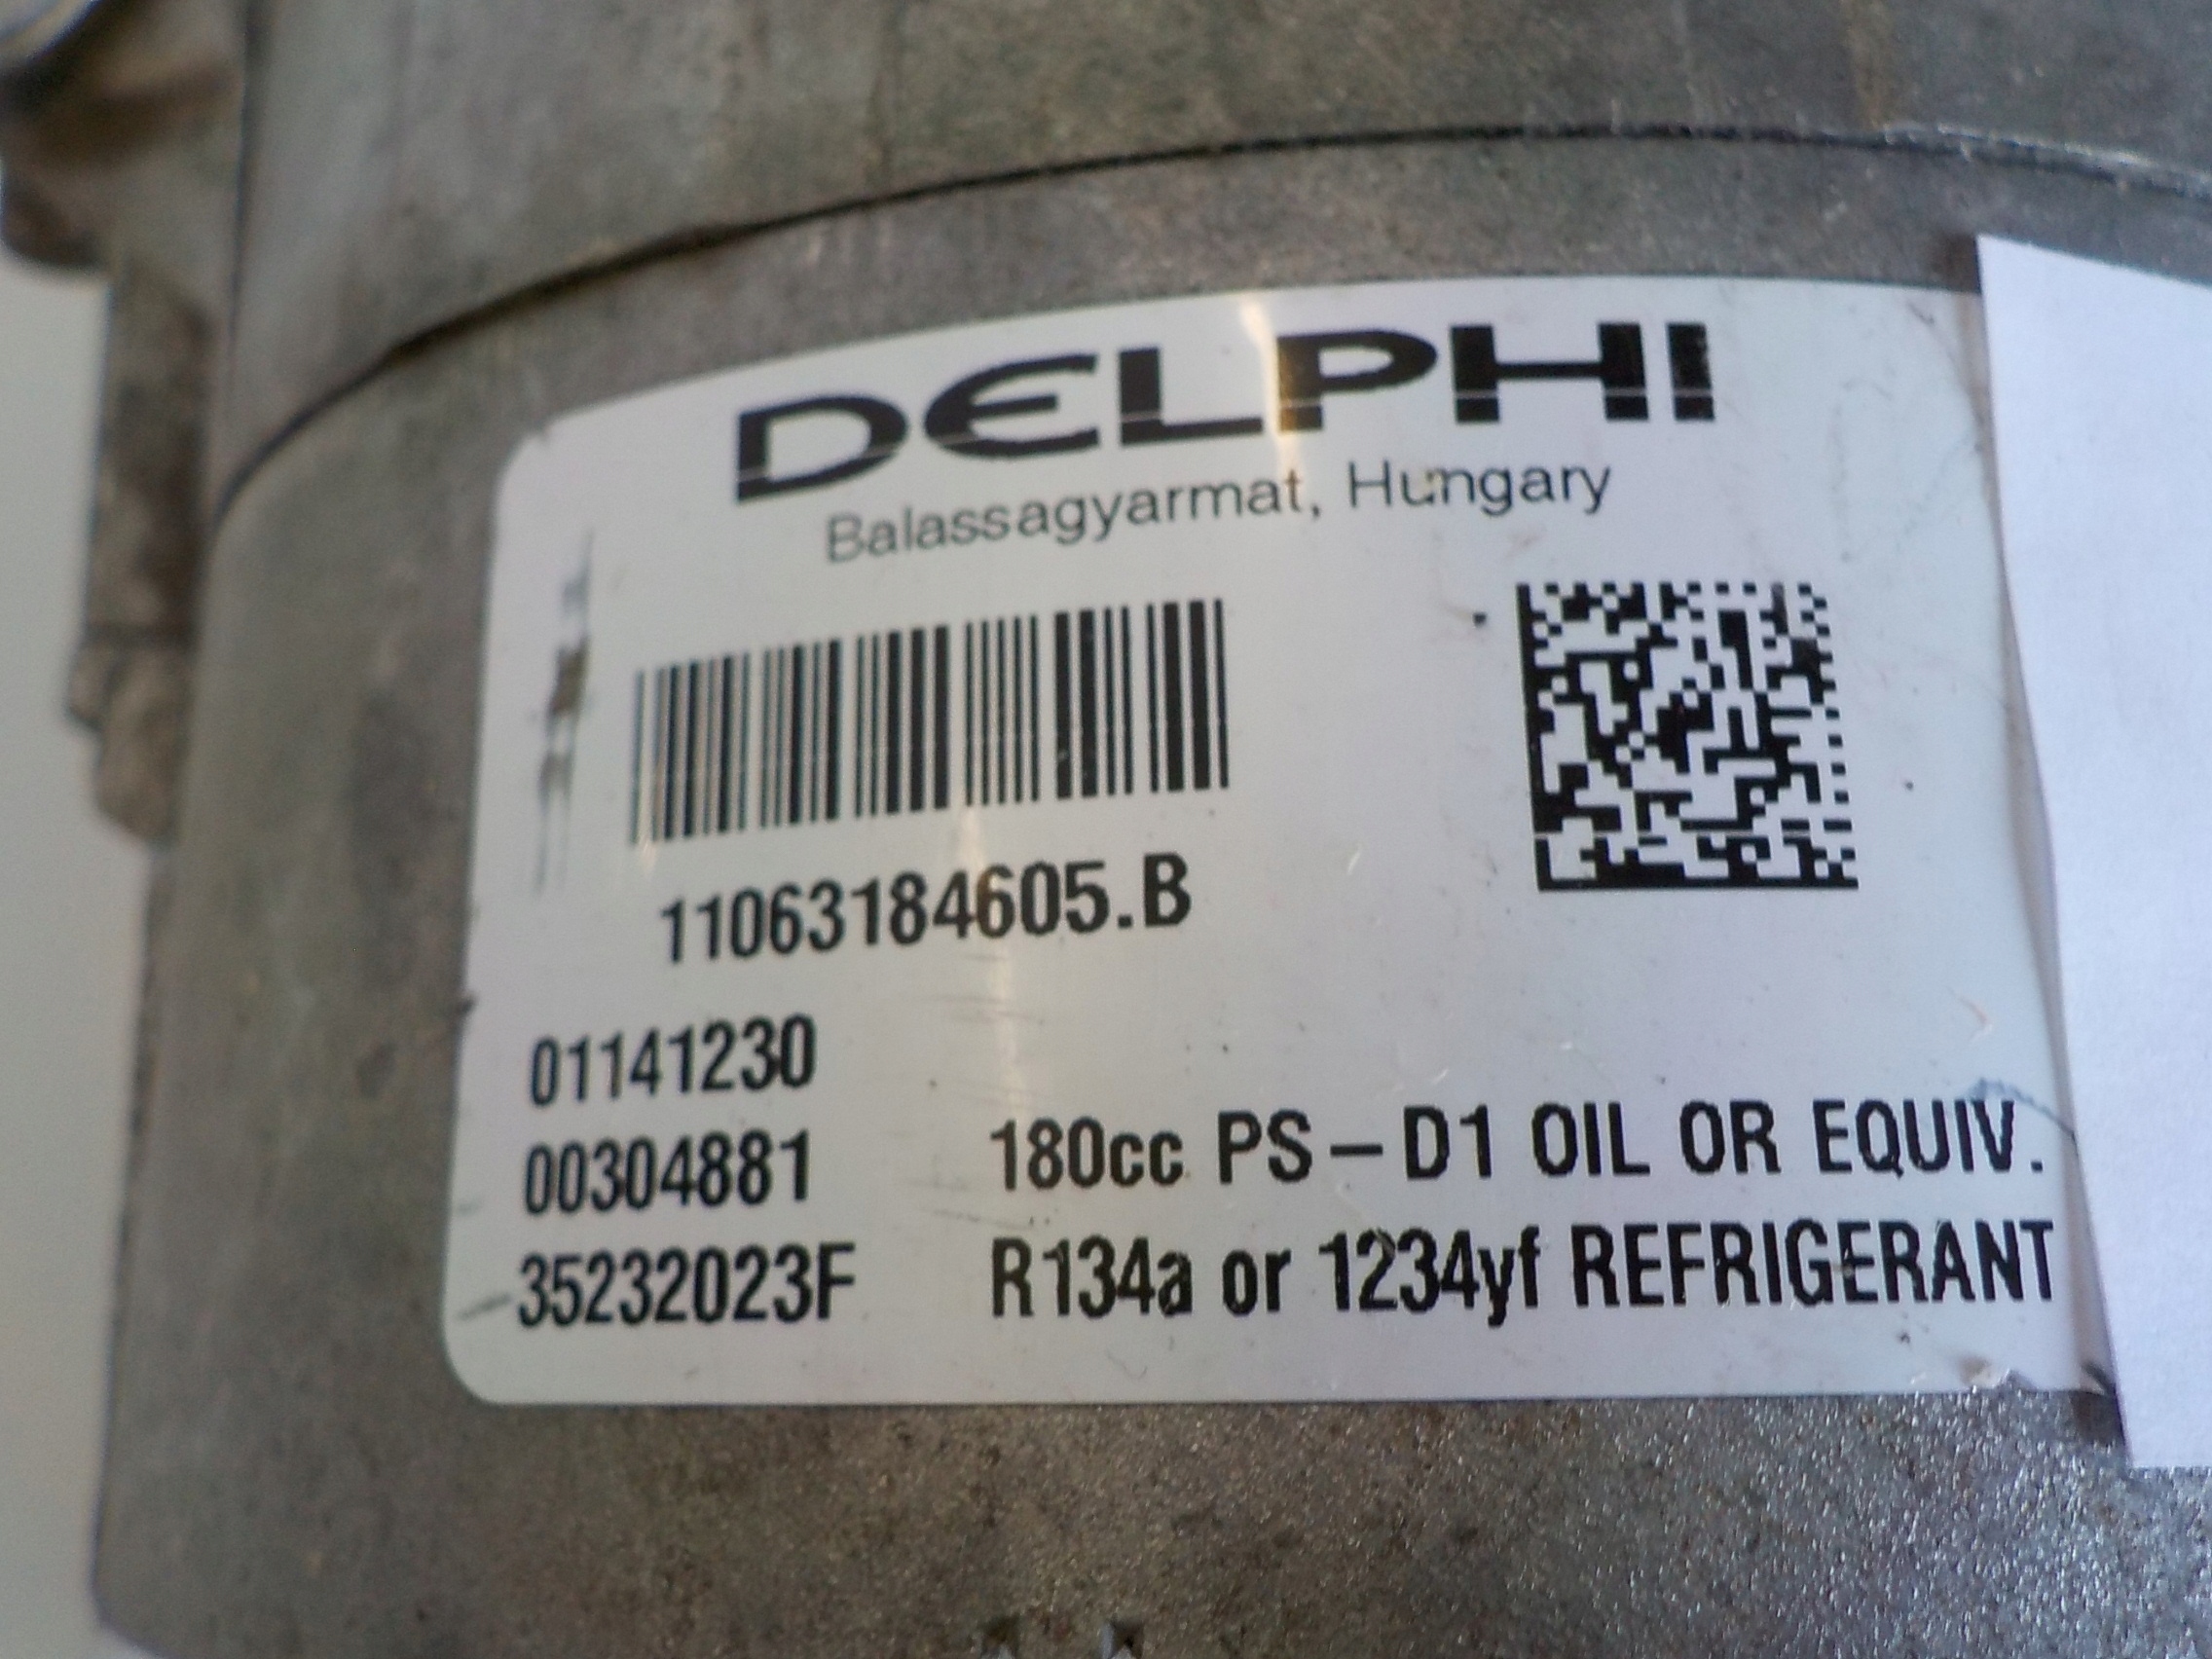 DELPHI
Balassagyarmat, Hungary
11063184605.B
01141230
00304881 180cc PS-D1 OIL OR EQUIV.
35232023F R134a or 1234yf REFRIGERANT